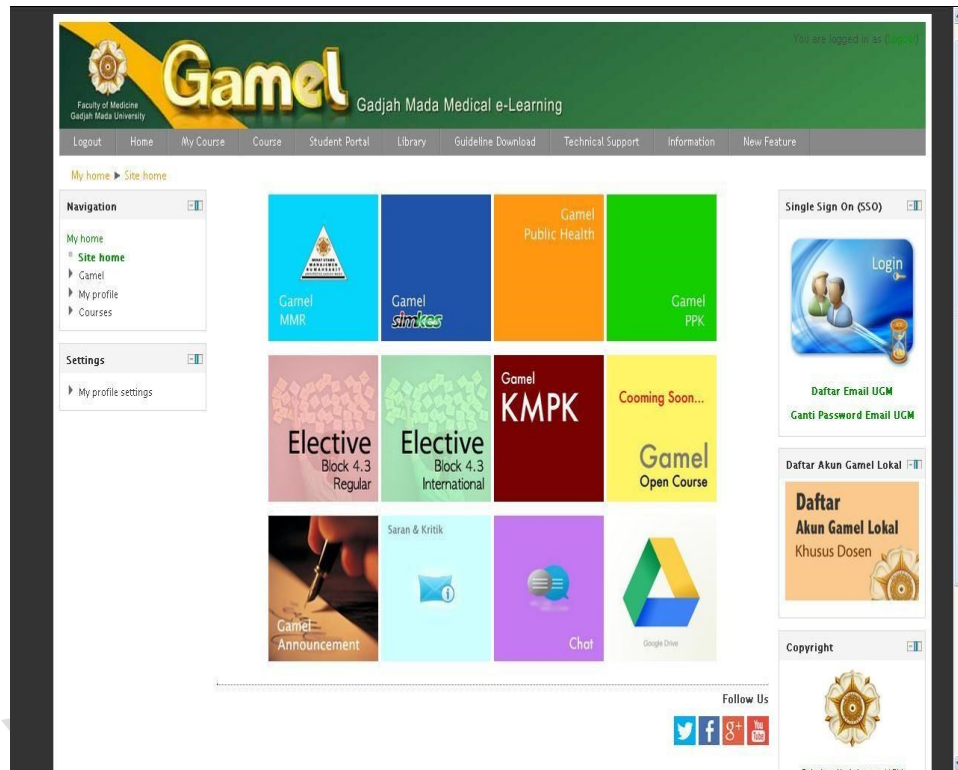 You are logged in as (Logout)
Faculty of Medicine
Gadjah Mada University
Gamel
Gadjah Mada Medical e-Learning
Logout Home My Course Course Student Portal Library Guideline Download Technical Support Information New Feature
My home ► Site home
Navigation
My home
Site home
Gamel
My profile
Courses
Settings
My profile settings
Gamel
MMR
Gamel
simkes
Gamel
Public Health
Gamel
PPK
Elective
Block 4.3
Regular
Elective
Block 4.3
International
Gamel
KMPK
Cooming Soon...
Gamel
Open Course
Gamel
Announcement
Saran & Kritik
Chat
Google Drive
Follow Us
You
Tube
Single Sign On (SSO)
Login
Daftar Email UGM
Ganti Password Email UGM
Daftar Akun Gamel Lokal
Daftar
Akun Gamel Lokal
Khusus Dosen
Copyright